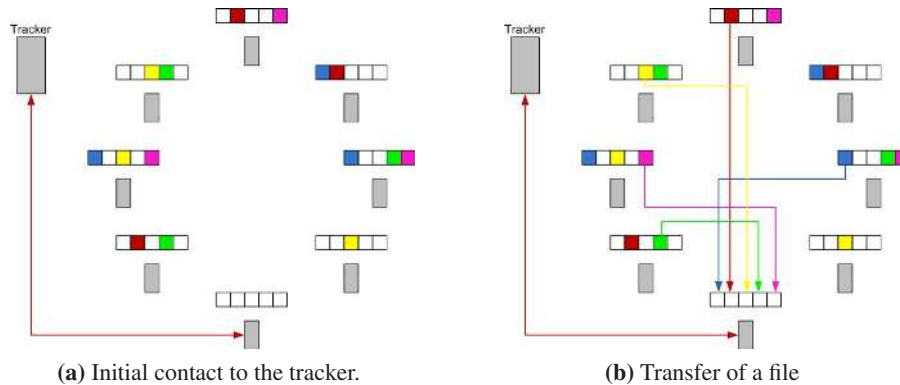 Tracker
Tracker
(a) Initial contact to the tracker.
(b) Transfer of a file